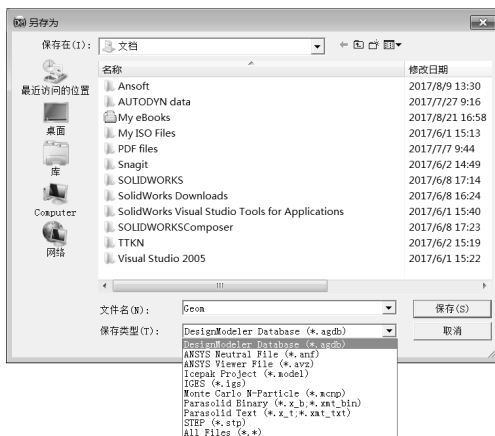 另存为
保存在(I):
文档
名称
修改日期
最近访问的位置
桌面
库
Computer
网络
Ansoft 2017/8/9 13:30
AUTODYN data 2017/7/27 9:16
My eBooks 2017/8/21 16:58
My ISO Files 2017/6/1 15:13
PDF files 2017/7/7 9:44
Snagit 2017/6/2 14:49
SOLIDWORKS 2017/6/8 17:14
SolidWorks Downloads 2017/6/8 16:24
SolidWorks Visual Studio Tools for Applications 2017/6/1 15:40
SOLIDWORKSComposer 2017/6/8 17:23
TTKN 2017/6/2 15:19
Visual Studio 2005 2017/6/1 15:22
文件名(N): Geom 保存(S)
保存类型(T): DesignModeler Database (*.agdb) 取消
DesignModeler Database (*.agdb)
ANSYS Neutral File (*.anf)
ANSYS Viewer File (*.avz)
Icepak Project (*.model)
IGES (*.igs)
Monte Carlo N-Particle (*.mcnp)
Parasolid Binary (*.x_b;*.xmt_bin)
Parasolid Text (*.x_t;*.xmt_txt)
STEP (*.stp)
All Files (*.*)